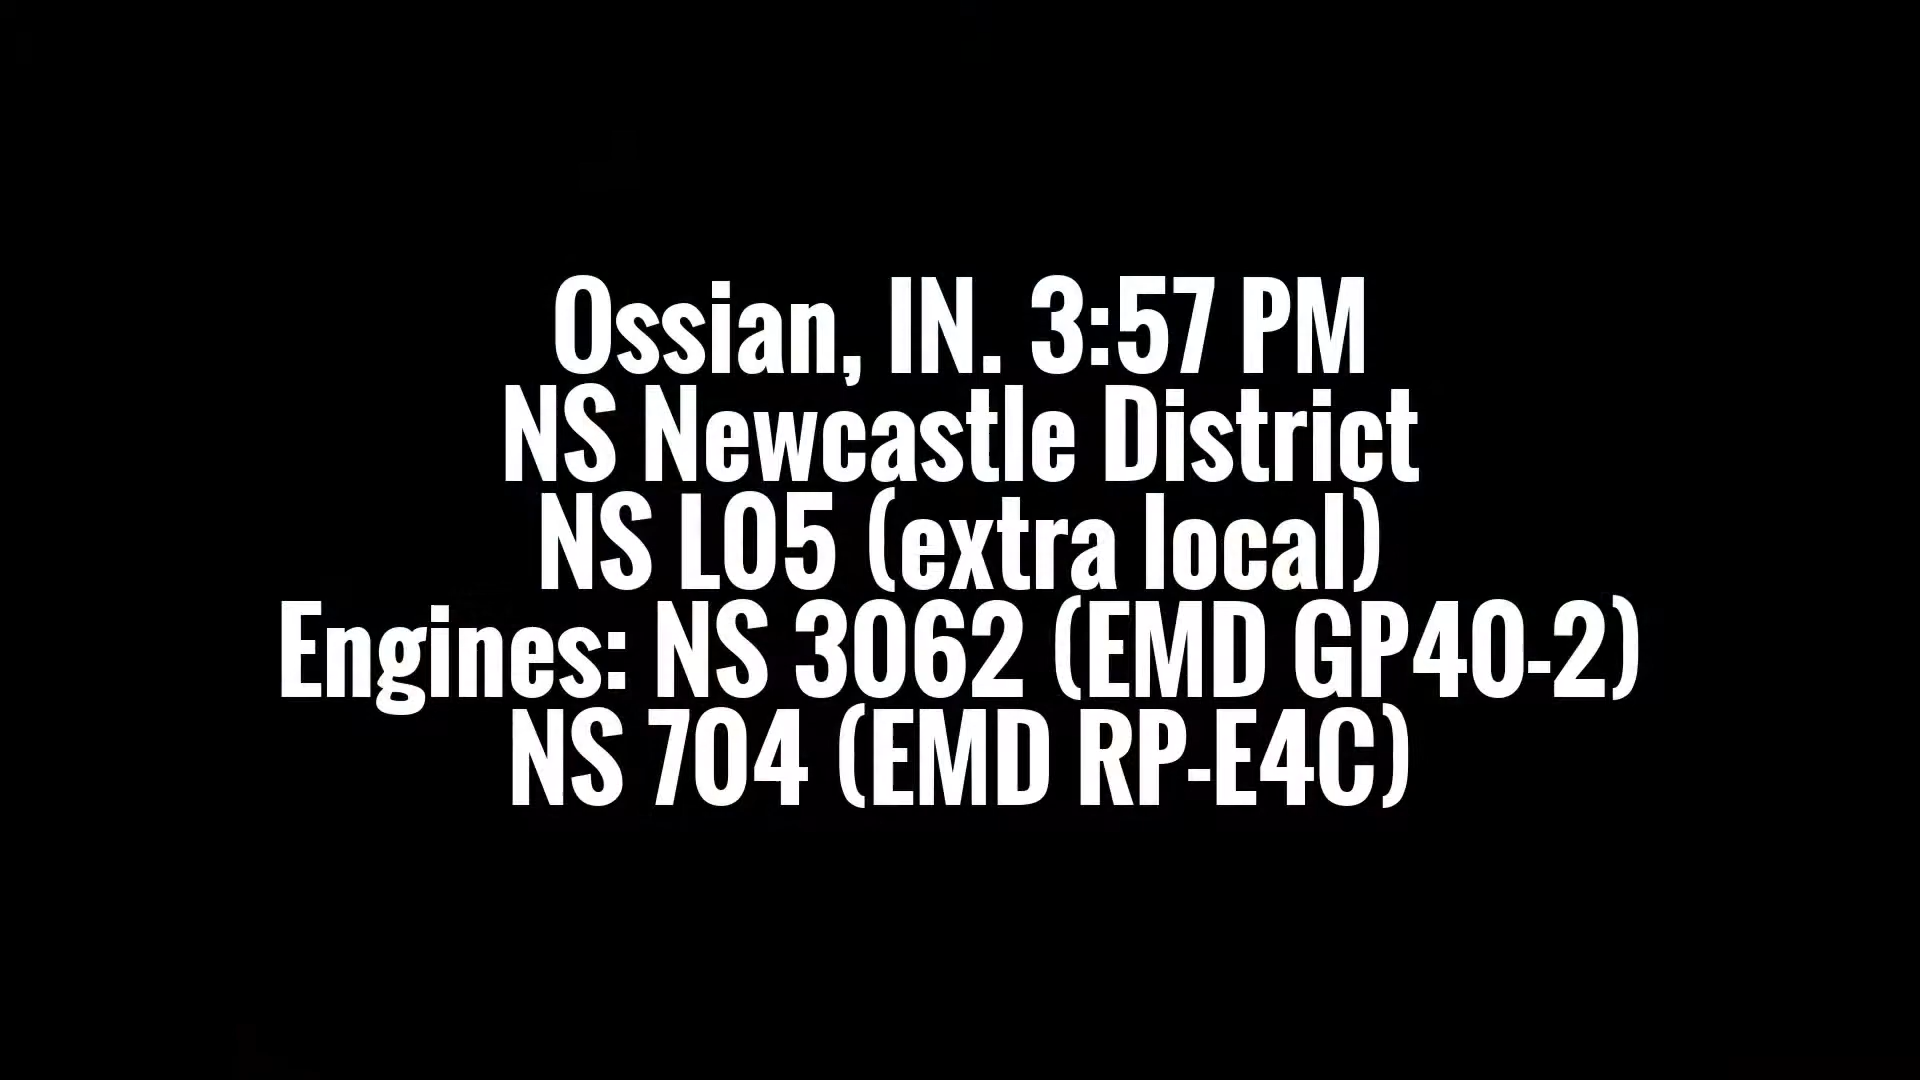 Ossian, IN. 3:57 PM
NS Newcastle District
NS L05 (extra local)
Engines: NS 3062 (EMD GP40-2)
NS 704 (EMD RP-E4C)